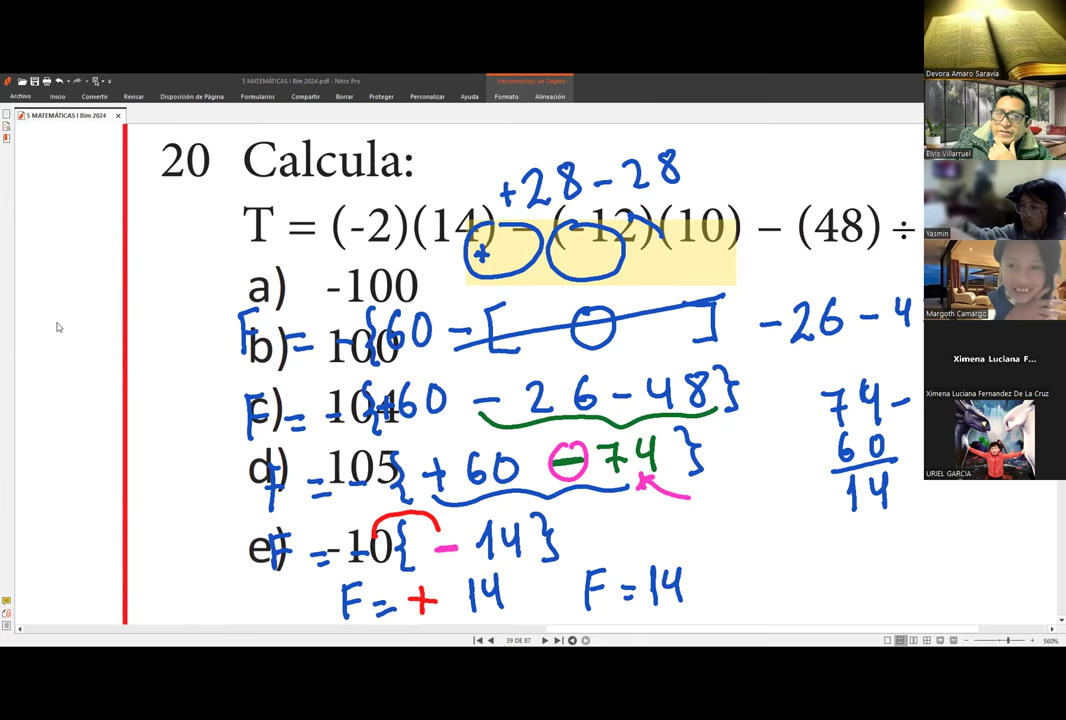 5 MATEMÁTICAS I Bim 2024.pdf - Nitro Pro
Herramientas de Objeto
Archivo Inicio Convertir Revisar Disposición de Página Formularios Compartir Borrar Proteger Personalizar Ayuda Formato Alineación
5 MATEMÁTICAS I Bim 2024 ×
20 Calcula:
+28-28
T = (-2)(14) – (-12)(10) – (48) ÷
+
a) -100
F = -{60 - [ ] -26-4
b) 100
F = -{+60 - 26-48} 74-
c) 104
60
d) 105
F = -{+60 - 74} 14
e) -10
F = -{- 14}
F = + 14 F = 14
39 DE 87
560%
Devora Amaro Saravia
Elvis Villarruel
Yasmin
Margoth Camargo
Ximena Luciana F...
Ximena Luciana Fernandez De La Cruz
URIEL GARCIA